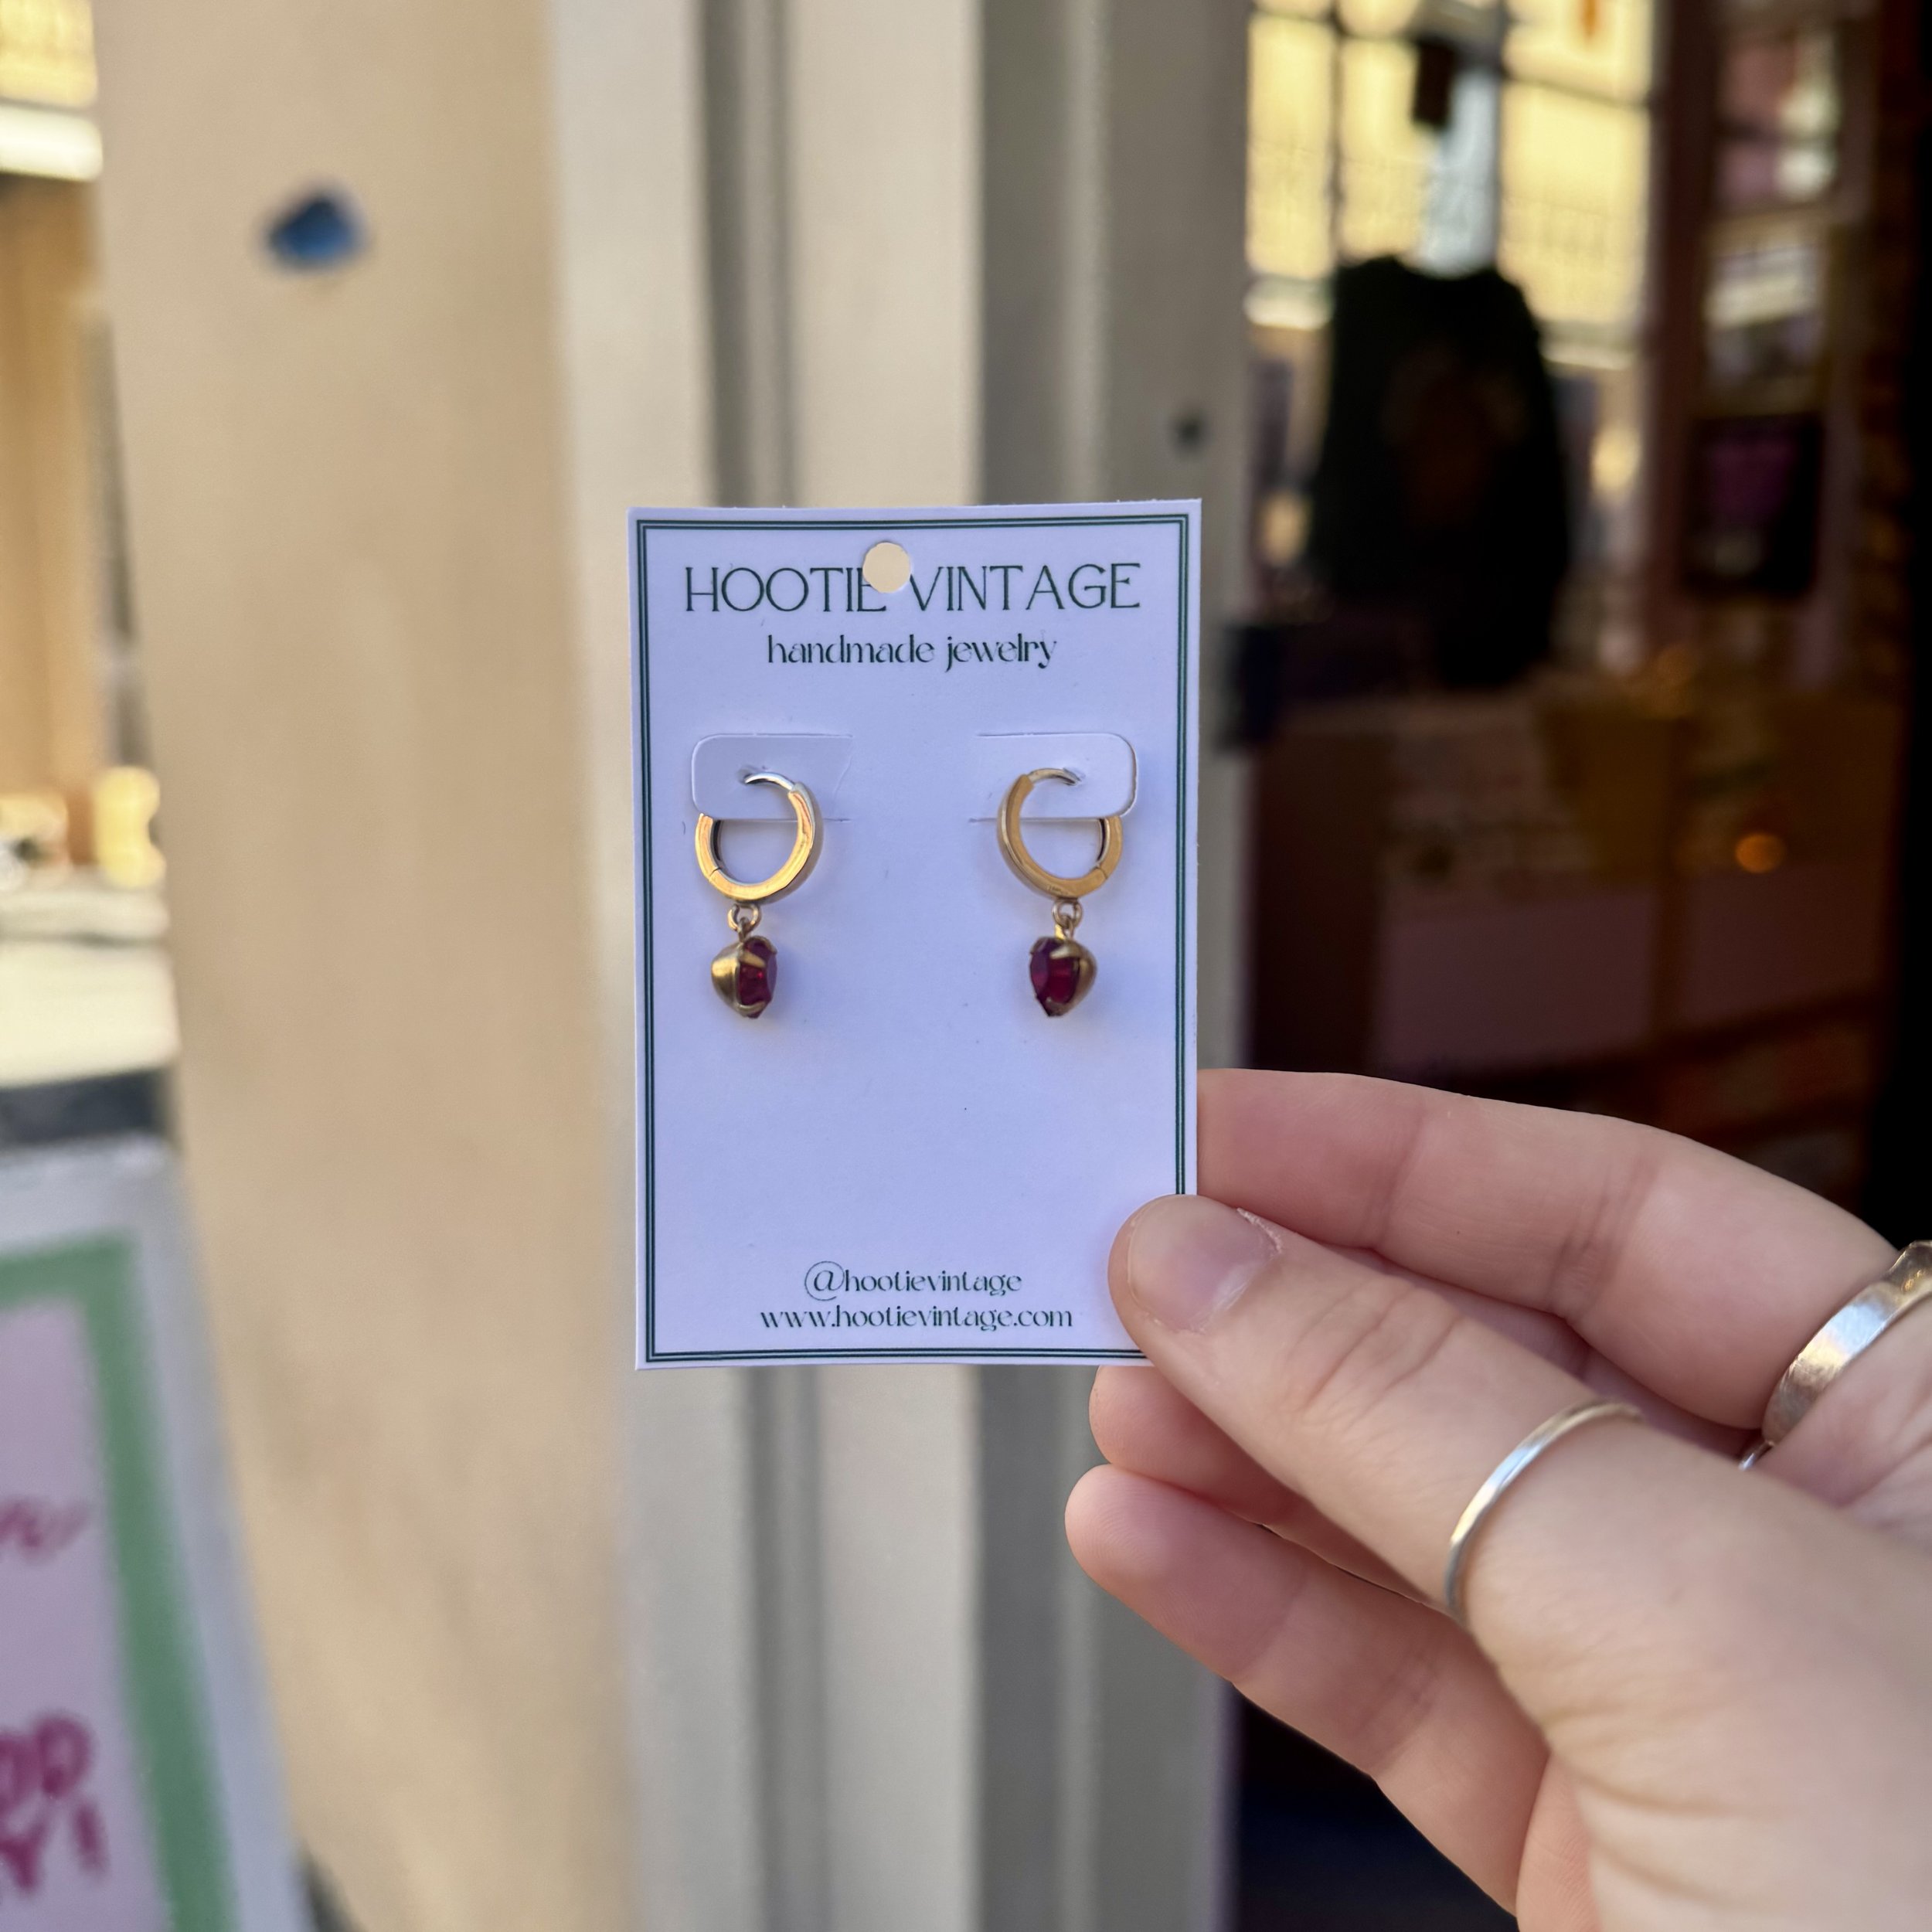 HOOTIE VINTAGE
handmade jewelry
@hootievintage
www.hootievintage.com